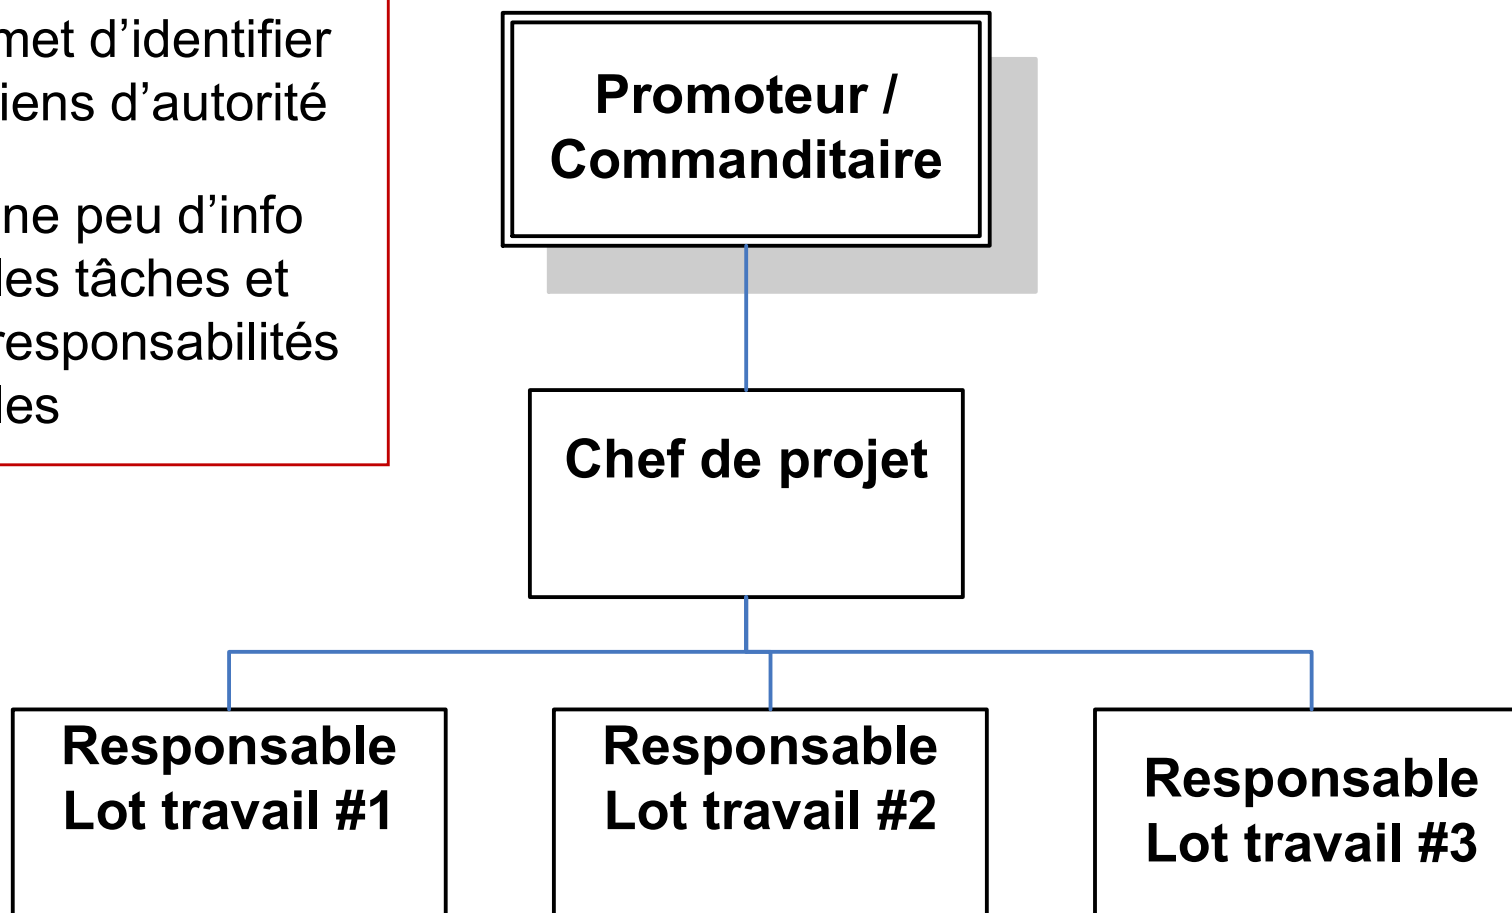 met d’identifier
iens d’autorité
ne peu d’info
les tâches et
responsabilités
les
Promoteur /
Commanditaire
Chef de projet
Responsable
Lot travail #1
Responsable
Lot travail #2
Responsable
Lot travail #3